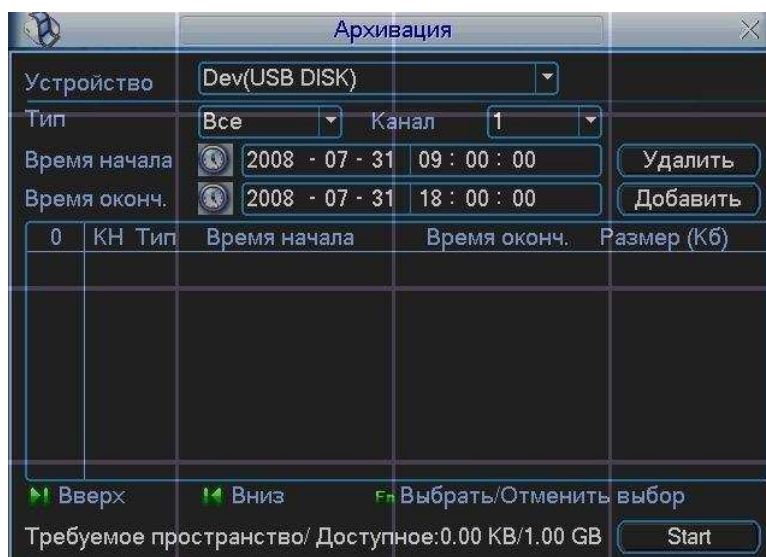 Архивация
Устройство Dev(USB DISK)
Тип Все Канал 1
Время начала 2008 - 07 - 31 09 : 00 : 00 Удалить
Время оконч. 2008 - 07 - 31 18 : 00 : 00 Добавить
0 КН Тип Время начала Время оконч. Размер (Кб)
Вверх Вниз Fn Выбрать/Отменить выбор
Требуемое пространство/ Доступное:0.00 KB/1.00 GB Start